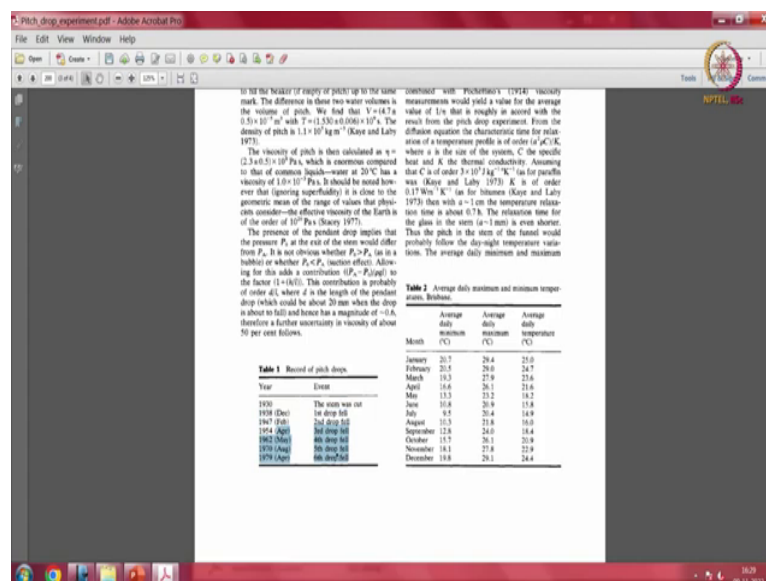 Pitch_drop_experiment.pdf - Adobe Acrobat Pro
File Edit View Window Help
Open Create
200 (3 of 4) 125%
Tools Comm
NPTEL, IISc
to fill the beaker (if empty of pitch) up to the same
mark. The difference in these two water volumes is
the volume of pitch. We find that V=(4.7±
0.5)×10⁻⁵ m³ with T=(1.530±0.006)×10⁹ s. The
density of pitch is 1.1×10³ kg m⁻³ (Kaye and Laby
1973).
The viscosity of pitch is then calculated as η=
(2.3±0.5)×10⁸ Pa s, which is enormous compared
to that of common liquids—water at 20 °C has a
viscosity of 1.0×10⁻³ Pa s. It should be noted how-
ever that (ignoring superfluidity) it is close to the
geometric mean of the range of values that physi-
cists consider—the effective viscosity of the Earth is
of the order of 10²⁰ Pa s (Stacey 1977).
The presence of the pendant drop implies that
the pressure P at the exit of the stem would differ
from P. It is not obvious whether P >P (as in a
bubble) or whether P <P (suction effect). Allow-
ing for this adds a contribution to
the factor (1+(h/l)). This contribution is probably
of order d/l, where d is the length of the pendant
drop (which could be about 20 mm when the drop
is about to fall) and hence has a magnitude of ~0.6,
therefore a further uncertainty in viscosity of about
50 per cent follows.
Table 1 Record of pitch drops.
Year Event
1930 The stem was cut
1938 (Dec) 1st drop fell
1947 (Feb) 2nd drop fell
1954 (Apr) 3rd drop fell
1962 (May) 4th drop fell
1970 (Aug) 5th drop fell
1979 (Apr) 6th drop fell
combined with Pochettino's (1914) viscosity
measurements would yield a value for the average
value of 1/η that is roughly in accord with the
result from the pitch drop experiment. From the
diffusion equation the characteristic time for relax-
ation of a temperature profile is of order (a²ρC)/K,
where a is the size of the system, C the specific
heat and K the thermal conductivity. Assuming
that C is of order 3×10³ J kg⁻¹ K⁻¹ (as for paraffin
wax (Kaye and Laby 1973) K is of order
0.17 Wm⁻¹ K⁻¹ (as for bitumen (Kaye and Laby
1973) then with a~1 cm the temperature relaxa-
tion time is about 0.7 h. The relaxation time for
the glass in the stem (a~1 mm) is even shorter.
Thus the pitch in the stem of the funnel would
probably follow the day-night temperature varia-
tions. The average daily minimum and maximum
Table 2 Average daily maximum and minimum temper-
atures, Brisbane.
Average Average Average
daily daily daily
minimum maximum temperature
Month (°C) (°C) (°C)
January 20.7 29.4 25.0
February 20.5 29.0 24.7
March 19.3 27.9 23.6
April 16.6 26.1 21.6
May 13.3 23.2 18.2
June 10.8 20.9 15.8
July 9.5 20.4 14.9
August 10.3 21.8 16.0
September 12.8 24.0 18.4
October 15.7 26.1 20.9
November 18.1 27.8 22.9
December 19.8 29.1 24.4
16:29